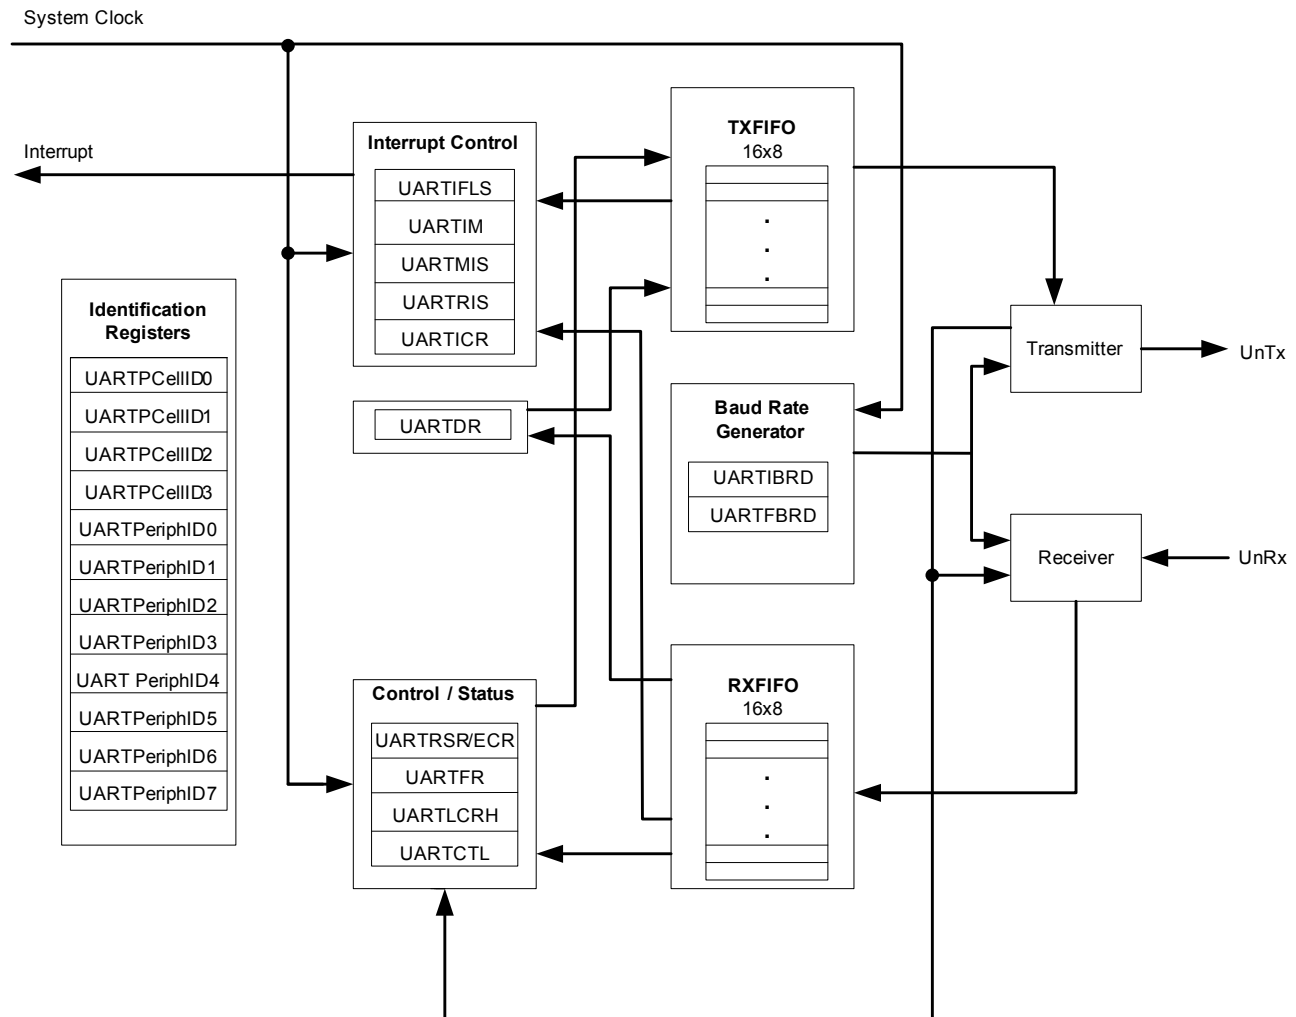 System Clock
Interrupt
Identification
Registers
UARTPCellID0
UARTPCellID1
UARTPCellID2
UARTPCellID3
UARTPeriphID0
UARTPeriphID1
UARTPeriphID2
UARTPeriphID3
UART PeriphID4
UARTPeriphID5
UARTPeriphID6
UARTPeriphID7
Interrupt Control
UARTIFLS
UARTIM
UARTMIS
UARTRIS
UARTICR
UARTDR
Control / Status
UARTRSR/ECR
UARTFR
UARTLCRH
UARTCTL
TXFIFO
16x8
.
.
.
Baud Rate
Generator
UARTIBRD
UARTFBRD
RXFIFO
16x8
.
.
.
Transmitter
UnTx
Receiver
UnRx